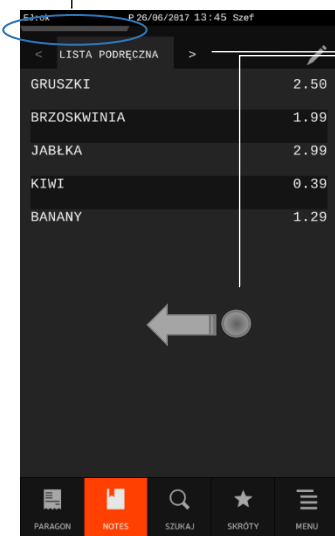 EJ:ok P 26/06/2017 13:45 Szef
< LISTA PODRĘCZNA >
GRUSZKI 2.50
BRZOSKWINIA 1.99
JABŁKA 2.99
KIWI 0.39
BANANY 1.29
PARAGON NOTES SZUKAJ SKRÓTY MENU